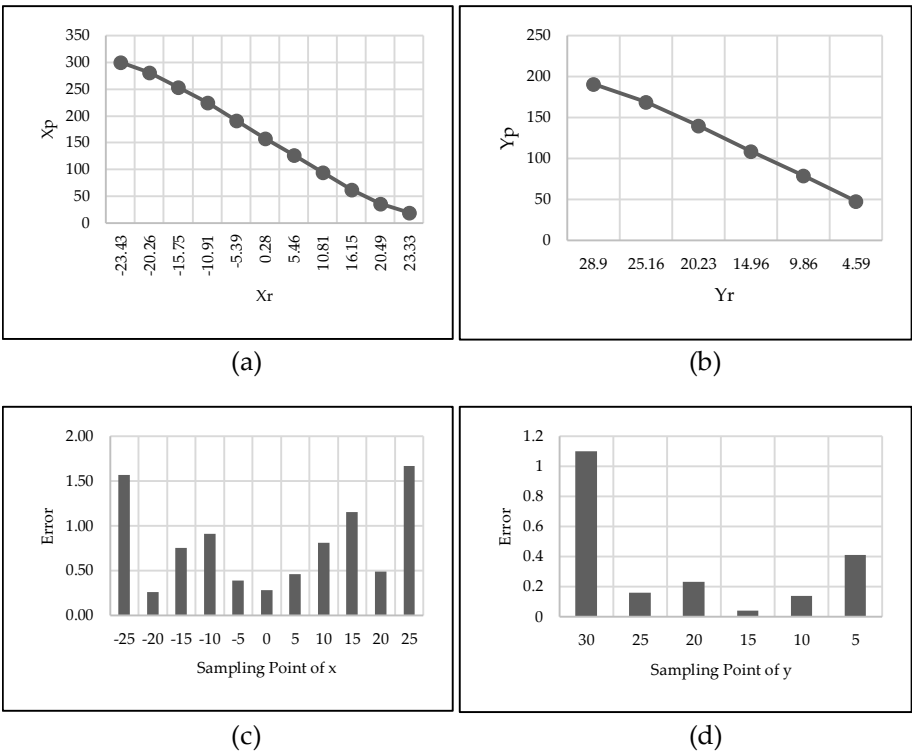 350
300
250
200
150
100
50
0
Xp
-23.43
-20.26
-15.75
-10.91
-5.39
0.28
5.46
10.81
16.15
20.49
23.33
Xr
(a)
250
200
150
100
50
0
Yp
28.9 25.16 20.23 14.96 9.86 4.59
Yr
(b)
2.00
1.50
1.00
0.50
0.00
Error
-25 -20 -15 -10 -5 0 5 10 15 20 25
Sampling Point of x
(c)
1.2
1
0.8
0.6
0.4
0.2
0
Error
30 25 20 15 10 5
Sampling Point of y
(d)